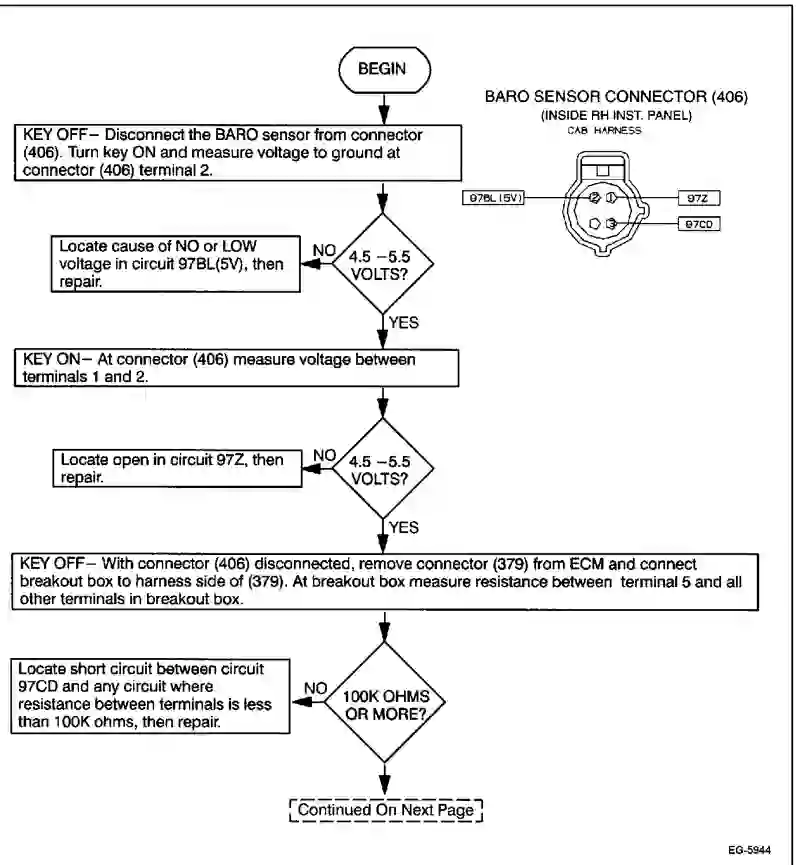 BEGIN
BARO SENSOR CONNECTOR (406)
(INSIDE RH INST. PANEL)
CAB HARNESS
97BL(5V)
2
1
3
97Z
97CD
KEY OFF– Disconnect the BARO sensor from connector
(406). Turn key ON and measure voltage to ground at
connector (406) terminal 2.
Locate cause of NO or LOW
voltage in circuit 97BL(5V), then
repair.
NO
4.5 –5.5
VOLTS?
YES
KEY ON– At connector (406) measure voltage between
terminals 1 and 2.
Locate open in circuit 97Z, then
repair.
NO
4.5 –5.5
VOLTS?
YES
KEY OFF– With connector (406) disconnected, remove connector (379) from ECM and connect
breakout box to harness side of (379). At breakout box measure resistance between terminal 5 and all
other terminals in breakout box.
Locate short circuit between circuit
97CD and any circuit where
resistance between terminals is less
than 100K ohms, then repair.
NO
100K OHMS
OR MORE?
Continued On Next Page
EG-5944